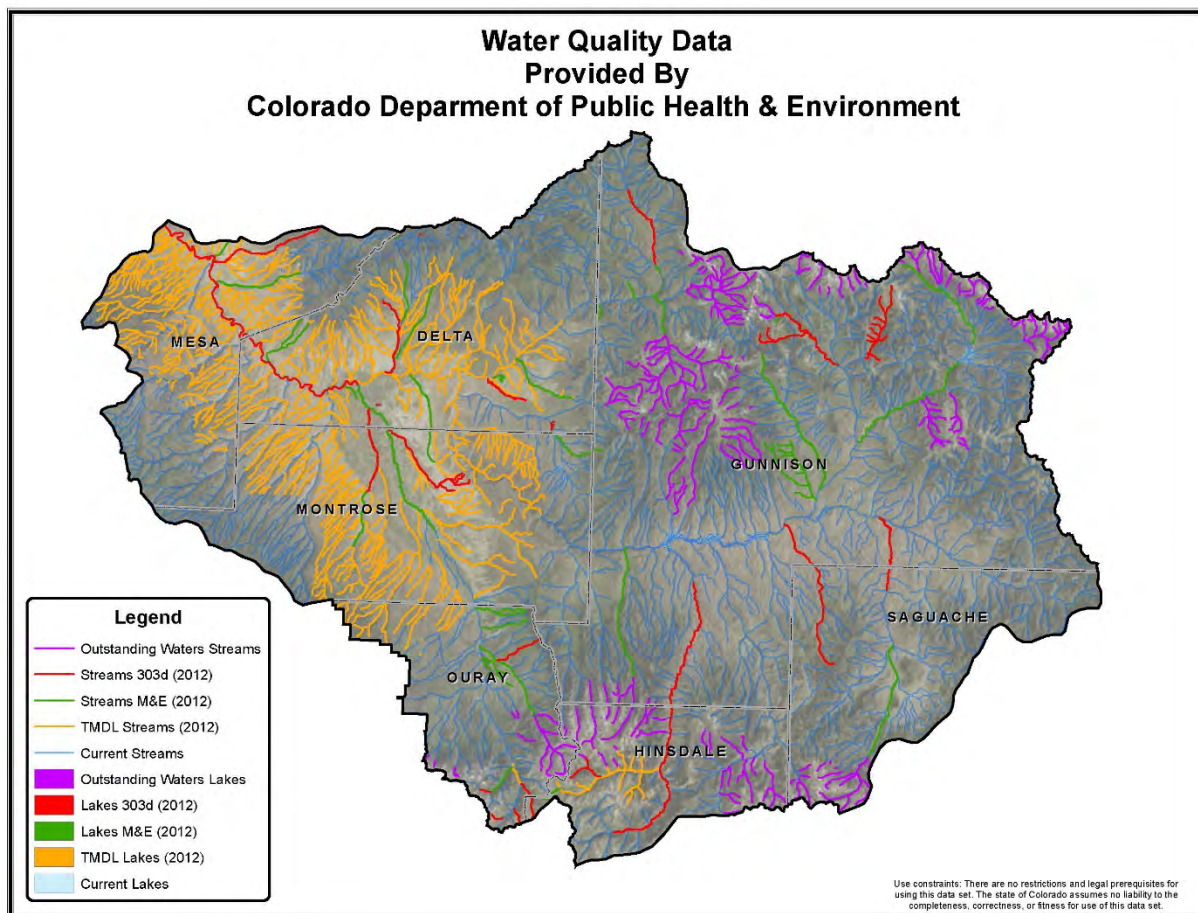 Water Quality Data
Provided By
Colorado Deparment of Public Health & Environment
MESA
DELTA
GUNNISON
MONTROSE
SAGUACHE
OURAY
HINSDALE
Legend
Outstanding Waters Streams
Streams 303d (2012)
Streams M&E (2012)
TMDL Streams (2012)
Current Streams
Outstanding Waters Lakes
Lakes 303d (2012)
Lakes M&E (2012)
TMDL Lakes (2012)
Current Lakes
Use constraints: There are no restrictions and legal prerequisites for
using this data set. The state of Colorado assumes no liability to the
completeness, correctness, or fitness for use of this data set.